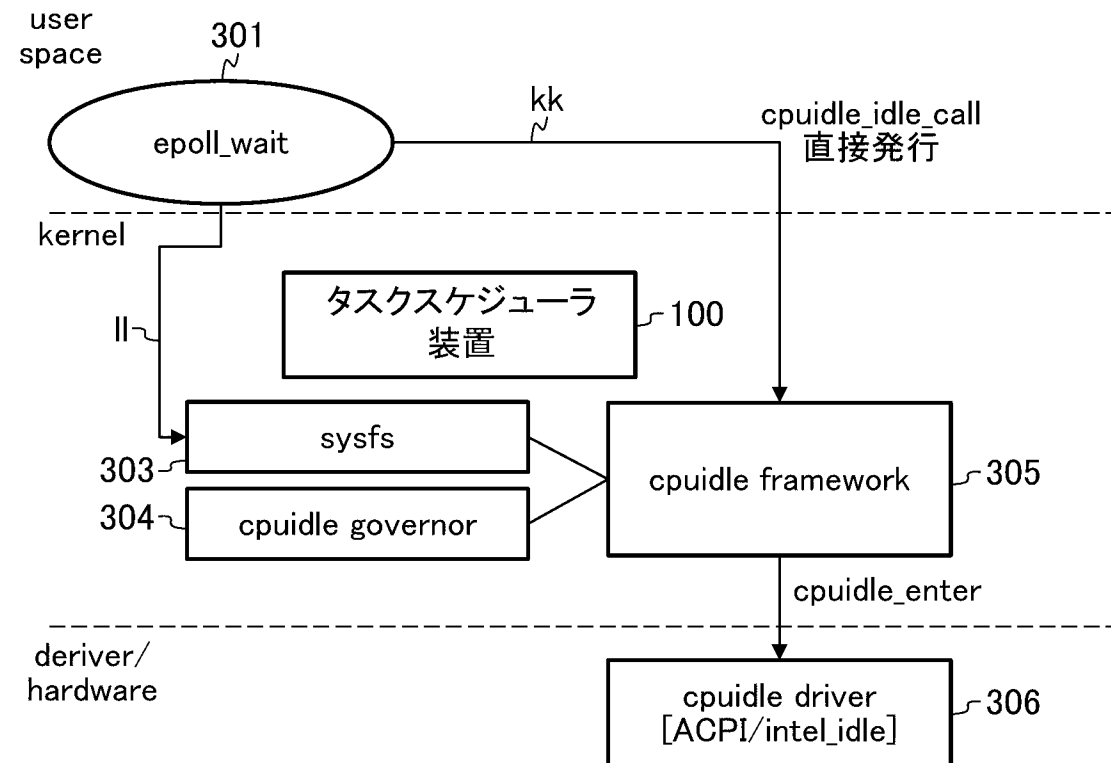 user
space
301
epoll_wait
kk
cpuidle_idle_call
直接発行
kernel
ll
タスクスケジューラ
装置
100
sysfs
303
cpuidle governor
304
cpuidle framework
305
cpuidle_enter
deriver/
hardware
cpuidle driver
[ACPI/intel_idle]
306